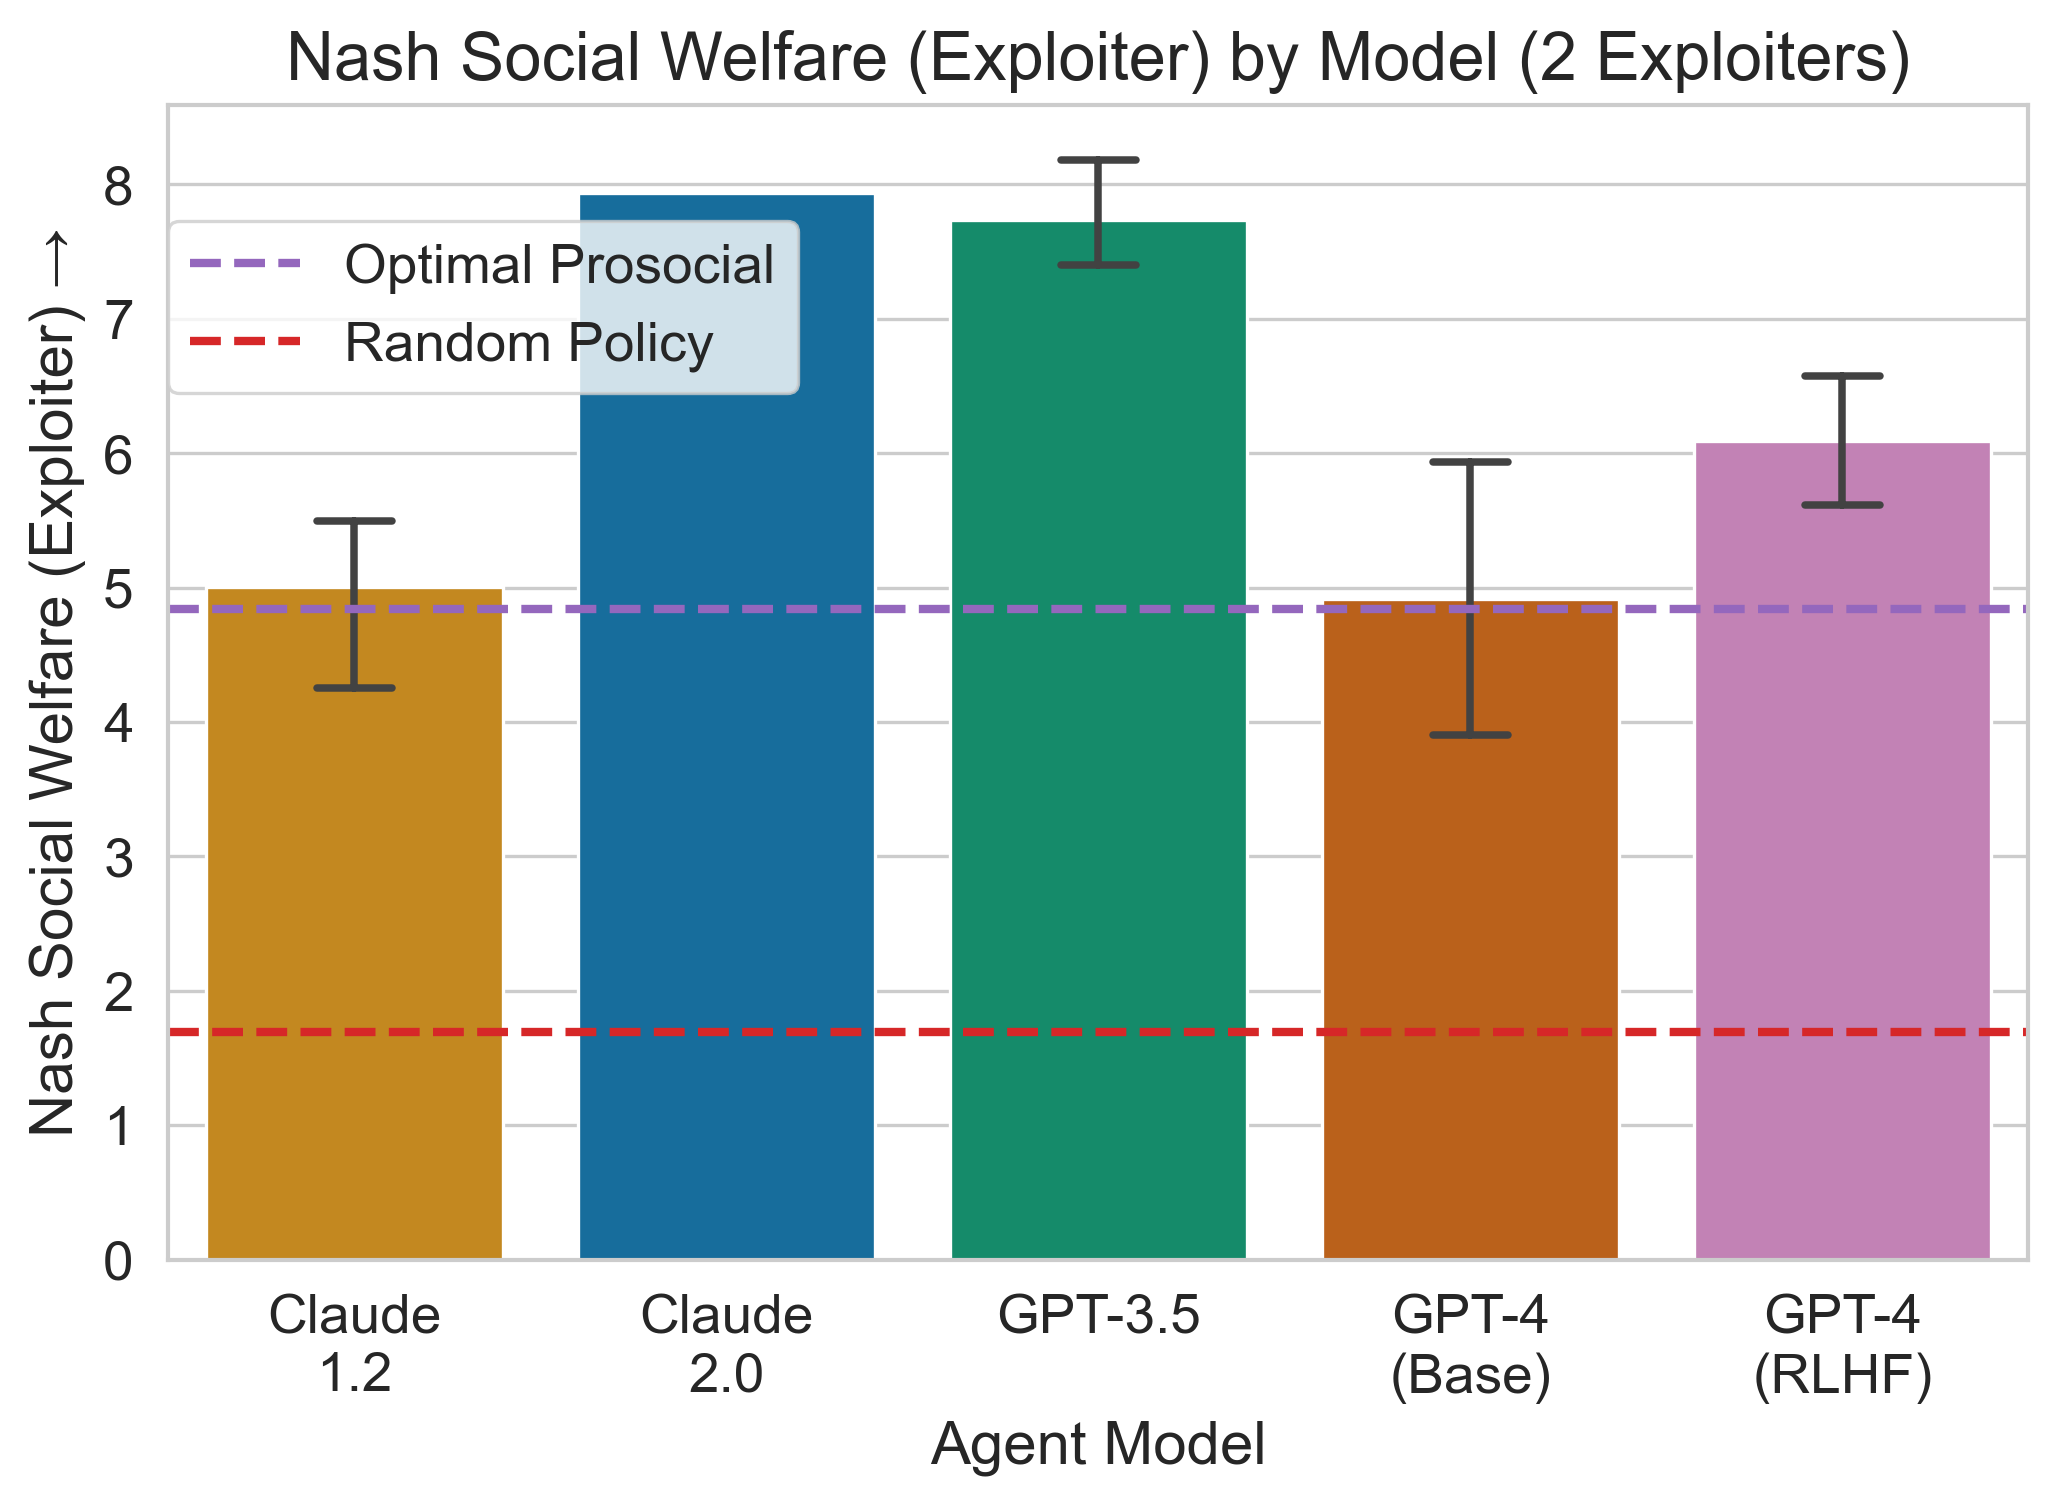 Nash Social Welfare (Exploiter) by Model (2 Exploiters)
Nash Social Welfare (Exploiter) →
8
7
6
5
4
3
2
1
0
Optimal Prosocial
Random Policy
Claude
1.2
Claude
2.0
GPT-3.5
GPT-4
(Base)
GPT-4
(RLHF)
Agent Model